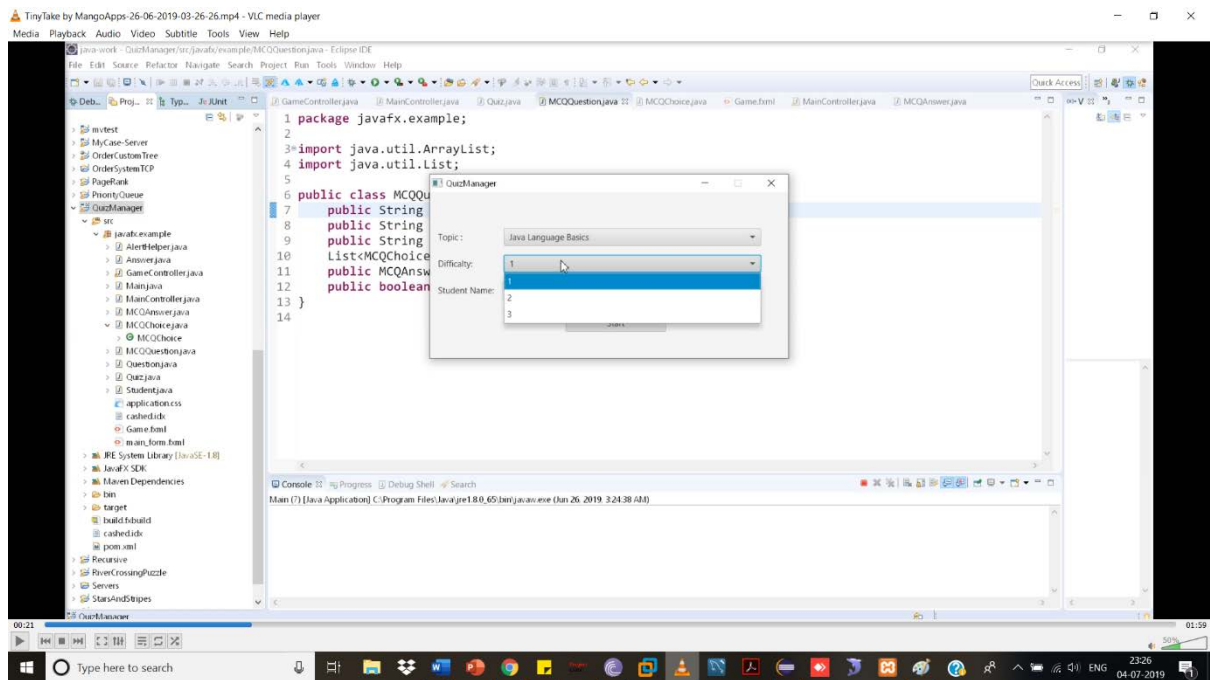 TinyTake by MangoApps-26-06-2019-03-26-26.mp4 - VLC media player
Media Playback Audio Video Subtitle Tools View Help
java-work - QuizManager/src/javafx/example/MCQQuestion.java - Eclipse IDE
File Edit Source Refactor Navigate Search Project Run Tools Window Help
Quick Access
Deb... Proj... Typ... JUnit
GameController.java MainController.java Quiz.java MCQQuestion.java MCQChoice.java Game.fxml MainController.java MCQAnswer.java
mvtest
MyCase-Server
OrderCustomTree
OrderSystemTCP
PageRank
PriorityQueue
QuizManager
src
javafx.example
AlertHelper.java
Answer.java
GameController.java
Main.java
MainController.java
MCQAnswer.java
MCQChoice.java
MCQChoice
MCQQuestion.java
Question.java
Quiz.java
Student.java
application.css
cashed.idx
Game.fxml
main_form.fxml
JRE System Library [JavaSE-1.8]
JavaFX SDK
Maven Dependencies
bin
target
build.fxbuild
cashed.idx
pom.xml
Recursive
RiverCrossingPuzzle
Servers
StarsAndStripes
QuizManager
1 package javafx.example;
2
3 import java.util.ArrayList;
4 import java.util.List;
5
6 public class MCQQu
7 public String
8 public String
9 public String
10 List<MCQChoice
11 public MCQAnsw
12 public boolean
13 }
14
QuizManager
Topic :
Java Language Basics
Difficalty:
1
1
2
3
Student Name:
Start
Console Progress Debug Shell Search
Main (7) [Java Application] C:\Program Files\Java\jre1.8.0_65\bin\javaw.exe (Jun 26, 2019, 3:24:38 AM)
00:21
01:59
50%
Type here to search
ENG
23:26
04-07-2019